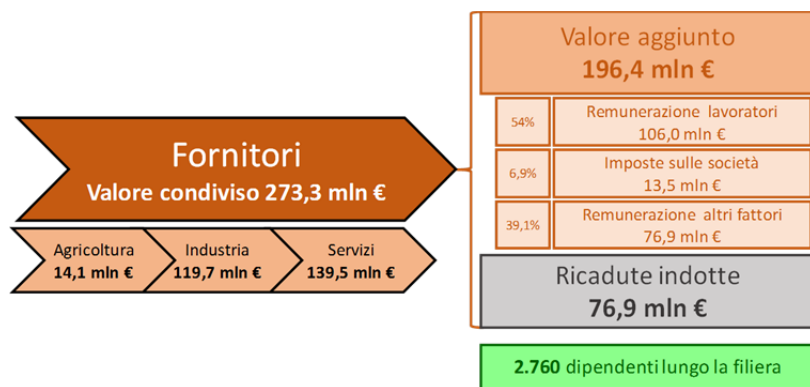 Fornitori
Valore condiviso 273,3 mln €
Agricoltura
14,1 mln €
Industria
119,7 mln €
Servizi
139,5 mln €
Valore aggiunto
196,4 mln €
54%
Remunerazione lavoratori
106,0 mln €
6,9%
Imposte sulle società
13,5 mln €
39,1%
Remunerazione altri fattori
76,9 mln €
Ricadute indotte
76,9 mln €
2.760 dipendenti lungo la filiera